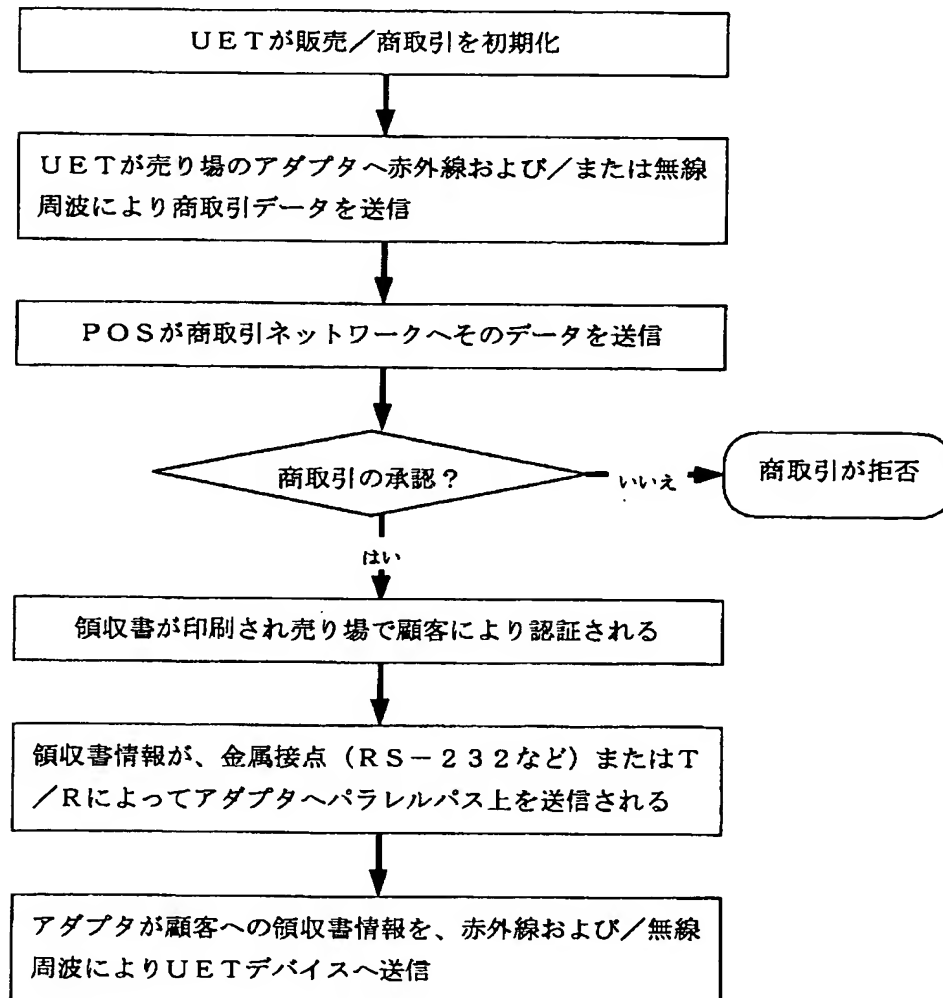 UETが販売／商取引を初期化
UETが売り場のアダプタへ赤外線および／または無線
周波により商取引データを送信
POSが商取引ネットワークへそのデータを送信
商取引の承認？
いいえ
商取引が拒否
はい
領収書が印刷され売り場で顧客により認証される
領収書情報が、金属接点（RS－232など）またはT
／Rによってアダプタへパラレルパス上を送信される
アダプタが顧客への領収書情報を、赤外線および／無線
周波によりUETデバイスへ送信